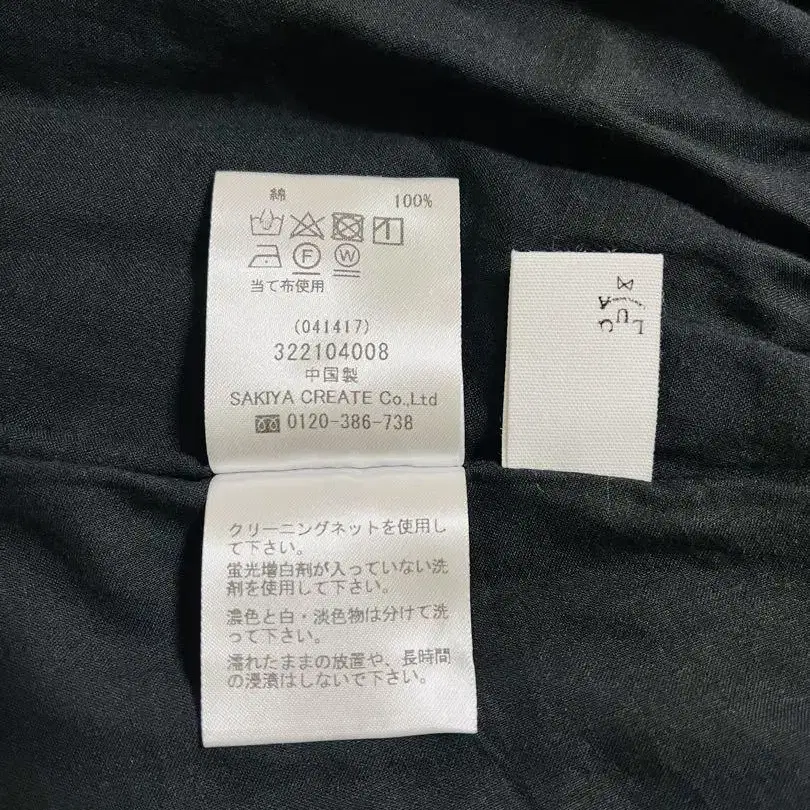 綿 100%
F W
当て布使用
(041417)
322104008
中国製
SAKIYA CREATE Co.,Ltd
0120-386-738
LUCA
クリーニングネットを使用し
て下さい。
蛍光増白剤が入っていない洗
剤を使用して下さい。
濃色と白・淡色物は分けて洗
って下さい。
濡れたままの放置や、長時間
の浸漬はしないで下さい。